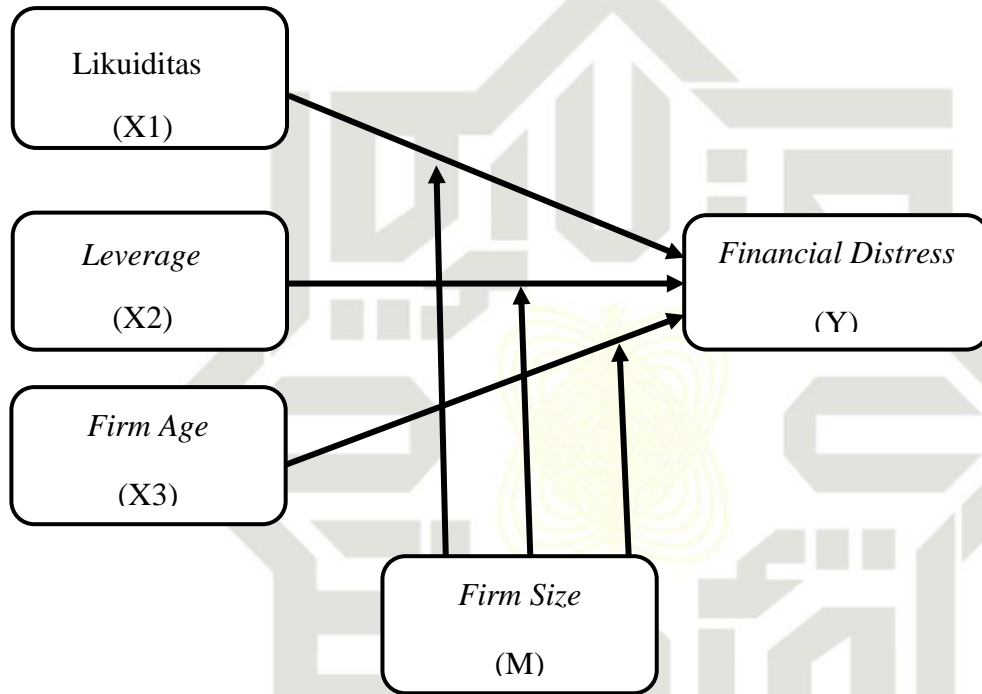 Likuiditas
(X1)
Leverage
(X2)
Financial Distress
(Y)
Firm Age
(X3)
Firm Size
(M)